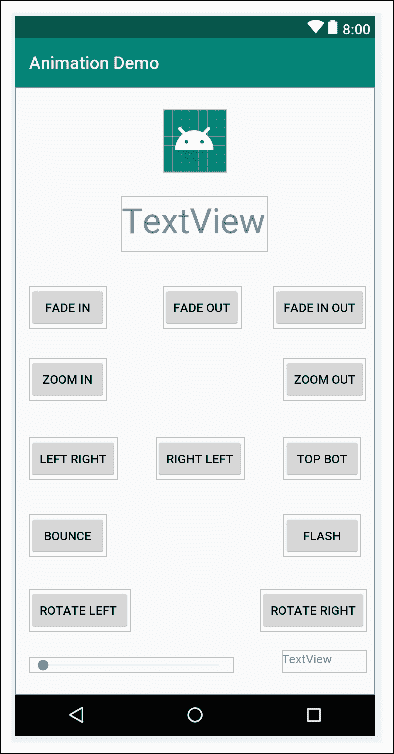 8:00
Animation Demo
TextView
FADE IN FADE OUT FADE IN OUT
ZOOM IN ZOOM OUT
LEFT RIGHT RIGHT LEFT TOP BOT
BOUNCE FLASH
ROTATE LEFT ROTATE RIGHT
TextView